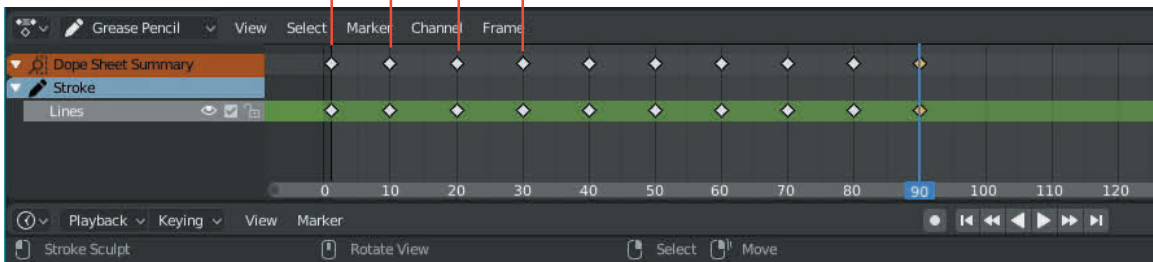 Grease Pencil View Select Marker Channel Frame
Dope Sheet Summary
Stroke
Lines
0 10 20 30 40 50 60 70 80 90 100 110 120
Playback Keying View Marker
Stroke Sculpt Rotate View Select Move